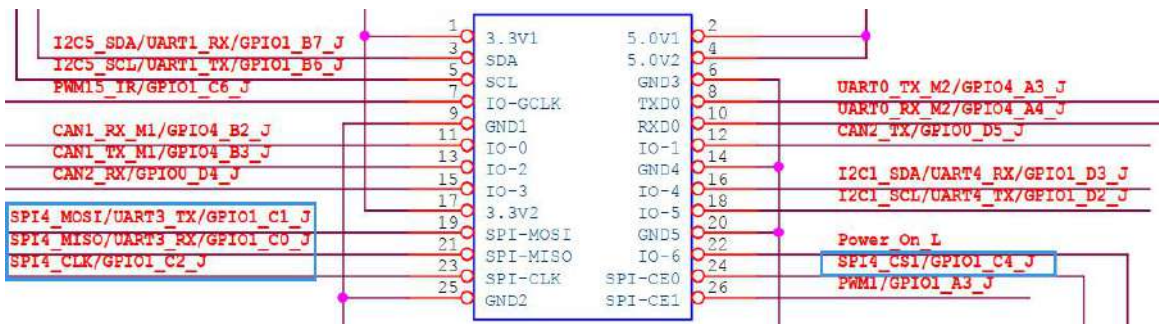 1 2
3.3V1 5.0V1
I2C5_SDA/UART1_RX/GPIO1_B7_J 3 SDA 5.0V2 4
I2C5_SCL/UART1_TX/GPIO1_B6_J 5 SCL GND3 6
PWM15_IR/GPIO1_C6_J 7 IO-GCLK TXD0 8 UART0_TX_M2/GPIO4_A3_J
9 GND1 RXD0 10 UART0_RX_M2/GPIO4_A4_J
CAN1_RX_M1/GPIO4_B2_J 11 IO-0 IO-1 12 CAN2_TX/GPIO0_D5_J
CAN1_TX_M1/GPIO4_B3_J 13 IO-2 GND4 14
CAN2_RX/GPIO0_D4_J 15 IO-3 IO-4 16 I2C1_SDA/UART4_RX/GPIO1_D3_J
17 3.3V2 IO-5 18 I2C1_SCL/UART4_TX/GPIO1_D2_J
SPI4_MOSI/UART3_TX/GPIO1_C1_J 19 SPI-MOSI GND5 20
SPI4_MISO/UART3_RX/GPIO1_C0_J 21 SPI-MISO IO-6 22 Power_On_L
SPI4_CLK/GPIO1_C2_J 23 SPI-CLK SPI-CE0 24 SPI4_CS1/GPIO1_C4_J
25 GND2 SPI-CE1 26 PWM1/GPIO1_A3_J